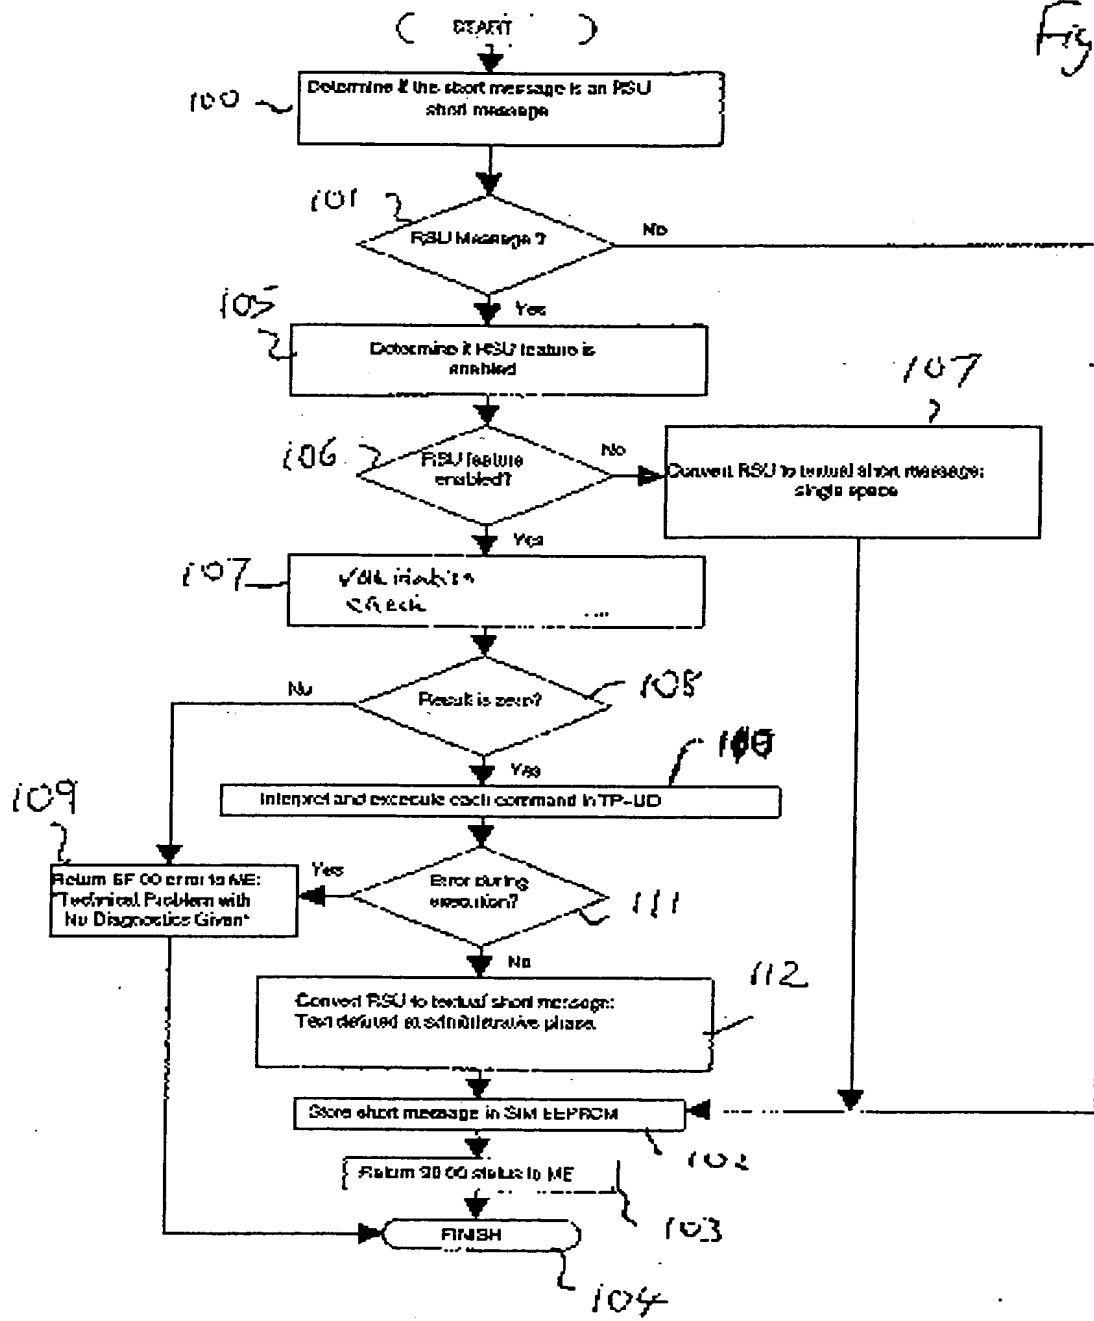 START
Fig
Determine if the short message is an RSU
short message
100
101
RSU Message ?
No
Yes
105
Determine if RSU feature is
enabled
107
106
RSU feature
enabled?
No
Convert RSU to textual short message:
single space
Yes
107
Validation
check
....
No
Result is zero?
108
Yes
Interpret and execute each command in TP-UD
109
Return 6F 00 error to ME:
"Technical Problem with
No Diagnostics Given"
Yes
Error during
execution?
111
No
112
Convert RSU to textual short message:
Text defined at administrative phase.
Store short message in SIM EEPROM
102
Return 90 00 status to ME
103
FINISH
104